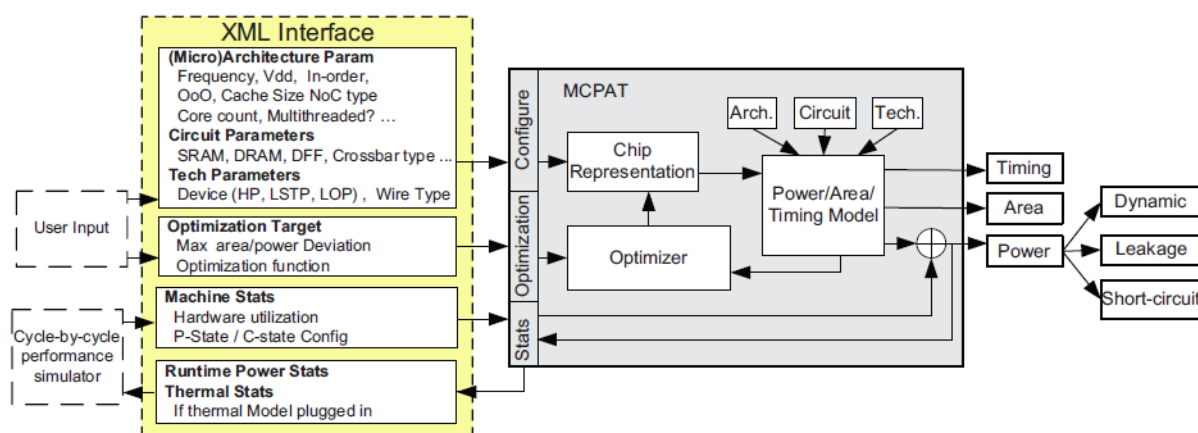 XML Interface
(Micro)Architecture Param
Frequency, Vdd, In-order,
OoO, Cache Size NoC type
Core count, Multithreaded? ...
Circuit Parameters
SRAM, DRAM, DFF, Crossbar type ...
Tech Parameters
Device (HP, LSTP, LOP) , Wire Type
User Input
Optimization Target
Max area/power Deviation
Optimization function
Machine Stats
Hardware utilization
P-State / C-state Config
Cycle-by-cycle
performance
simulator
Runtime Power Stats
Thermal Stats
If thermal Model plugged in
Configure
Optimization
Stats
MCPAT
Arch.
Circuit
Tech.
Chip
Representation
Power/Area/
Timing Model
Optimizer
Timing
Area
Power
Dynamic
Leakage
Short-circuit